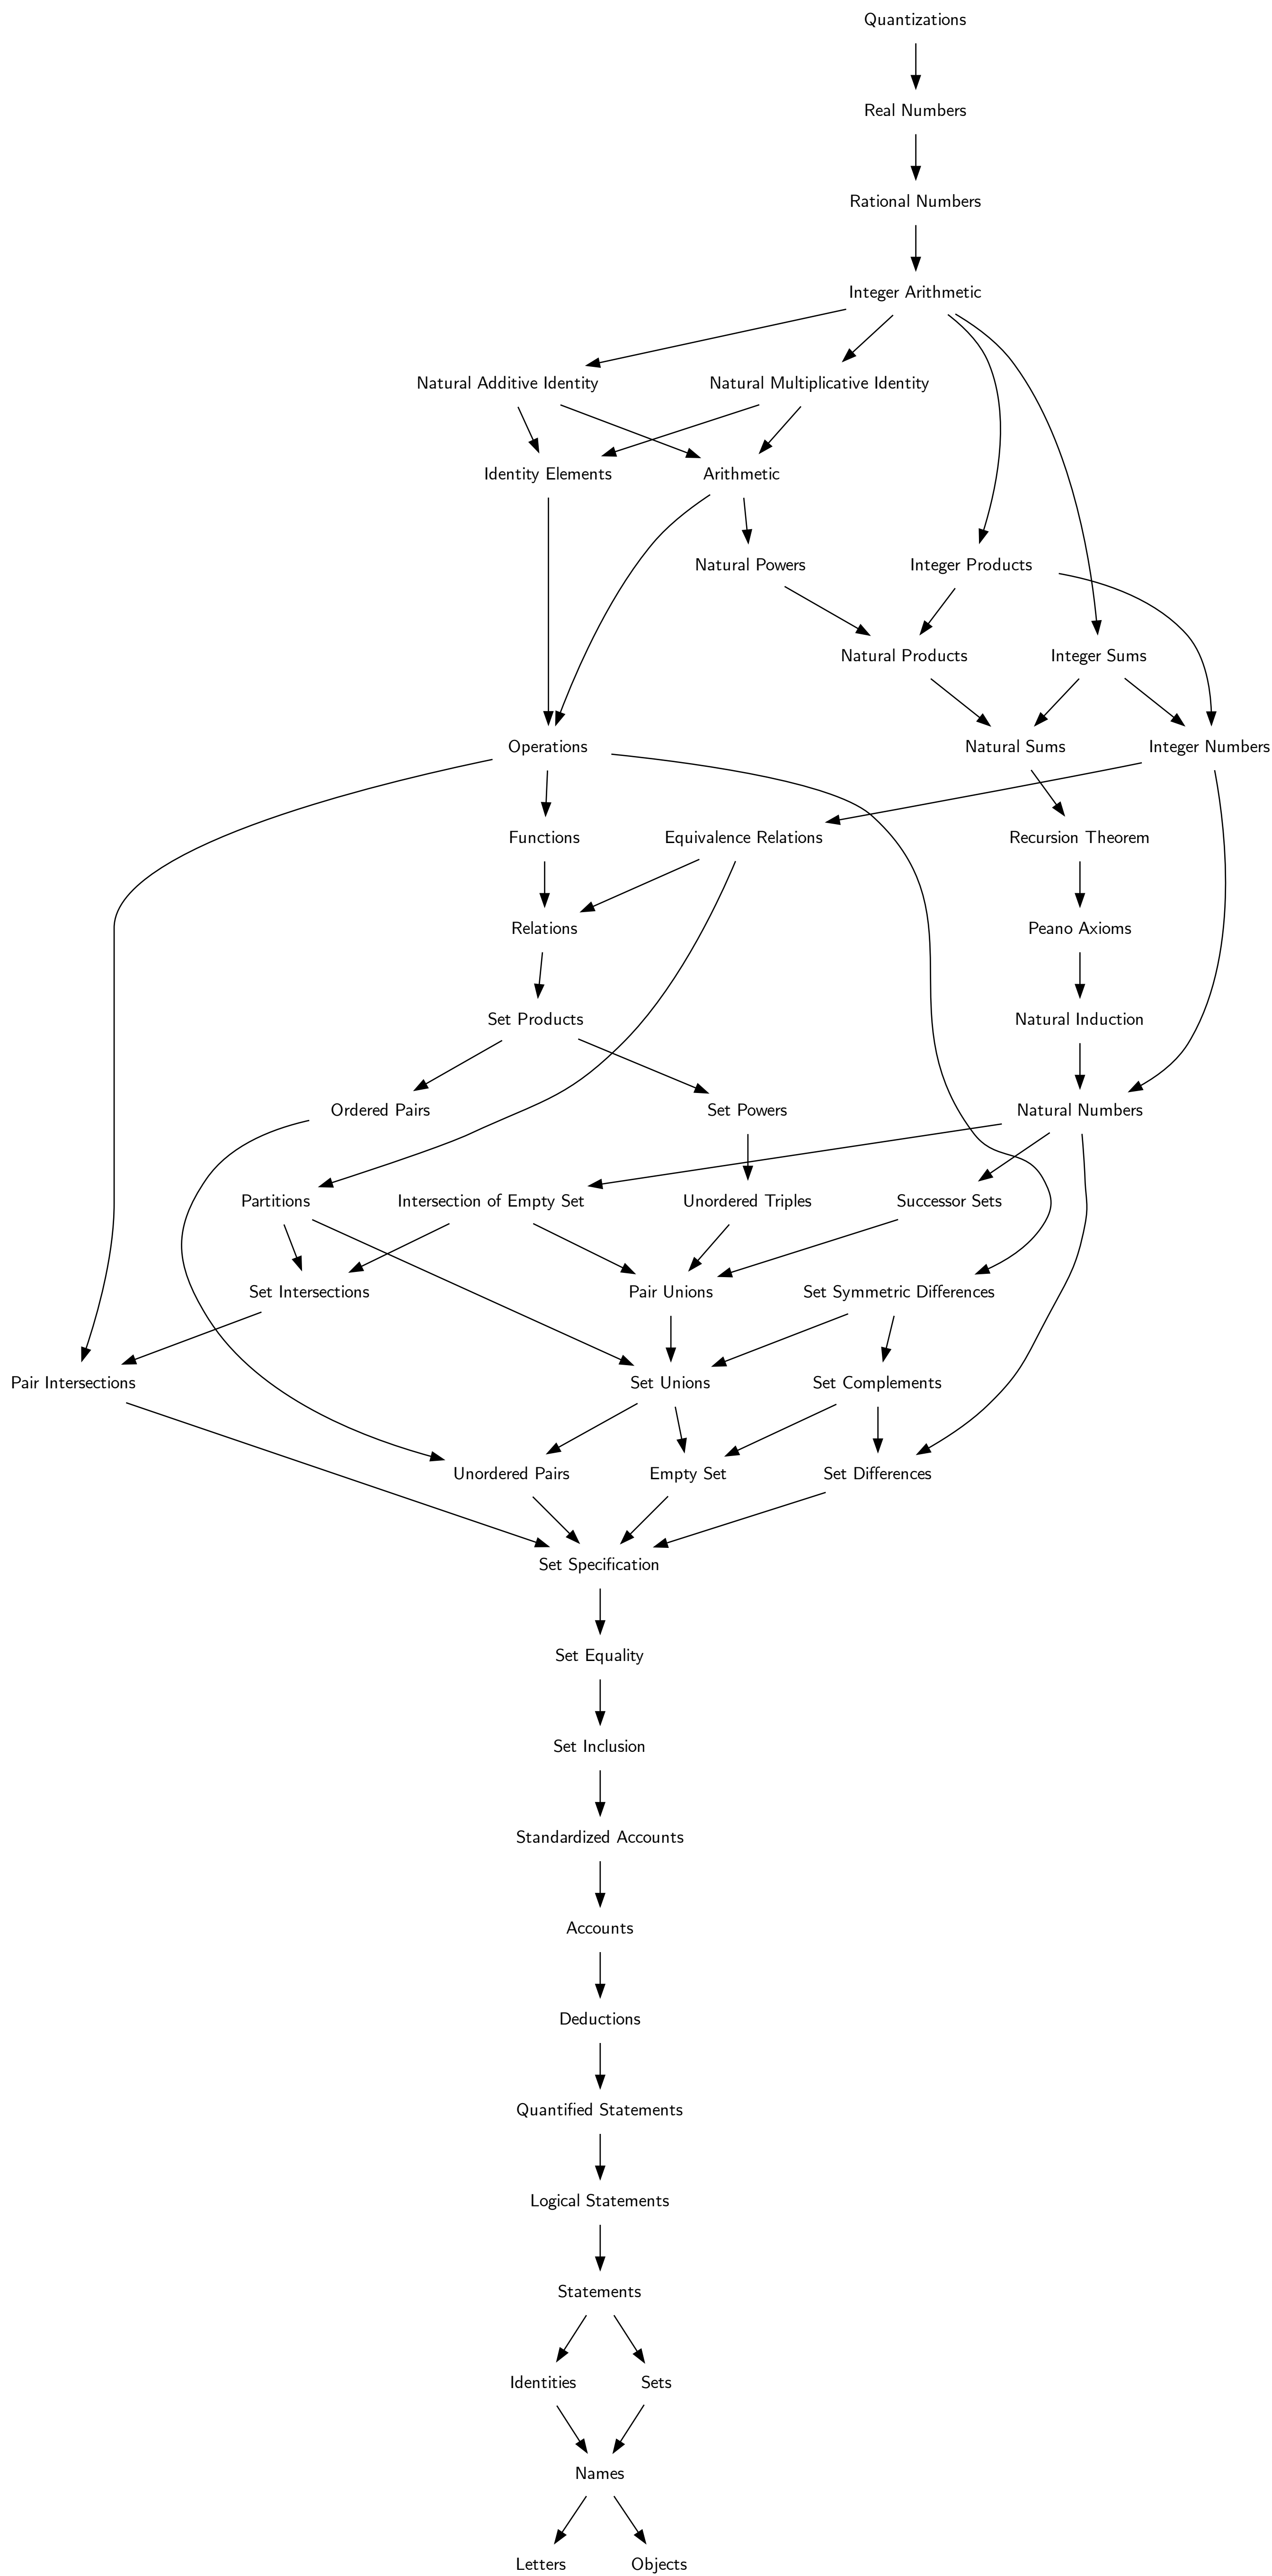 Quantizations
Real Numbers
Rational Numbers
Integer Arithmetic
Natural Additive Identity
Natural Multiplicative Identity
Identity Elements
Arithmetic
Natural Powers
Integer Products
Natural Products
Integer Sums
Operations
Natural Sums
Integer Numbers
Functions
Equivalence Relations
Recursion Theorem
Relations
Peano Axioms
Set Products
Natural Induction
Ordered Pairs
Set Powers
Natural Numbers
Partitions
Intersection of Empty Set
Unordered Triples
Successor Sets
Set Intersections
Pair Unions
Set Symmetric Differences
Pair Intersections
Set Unions
Set Complements
Unordered Pairs
Empty Set
Set Differences
Set Specification
Set Equality
Set Inclusion
Standardized Accounts
Accounts
Deductions
Quantified Statements
Logical Statements
Statements
Identities
Sets
Names
Letters
Objects